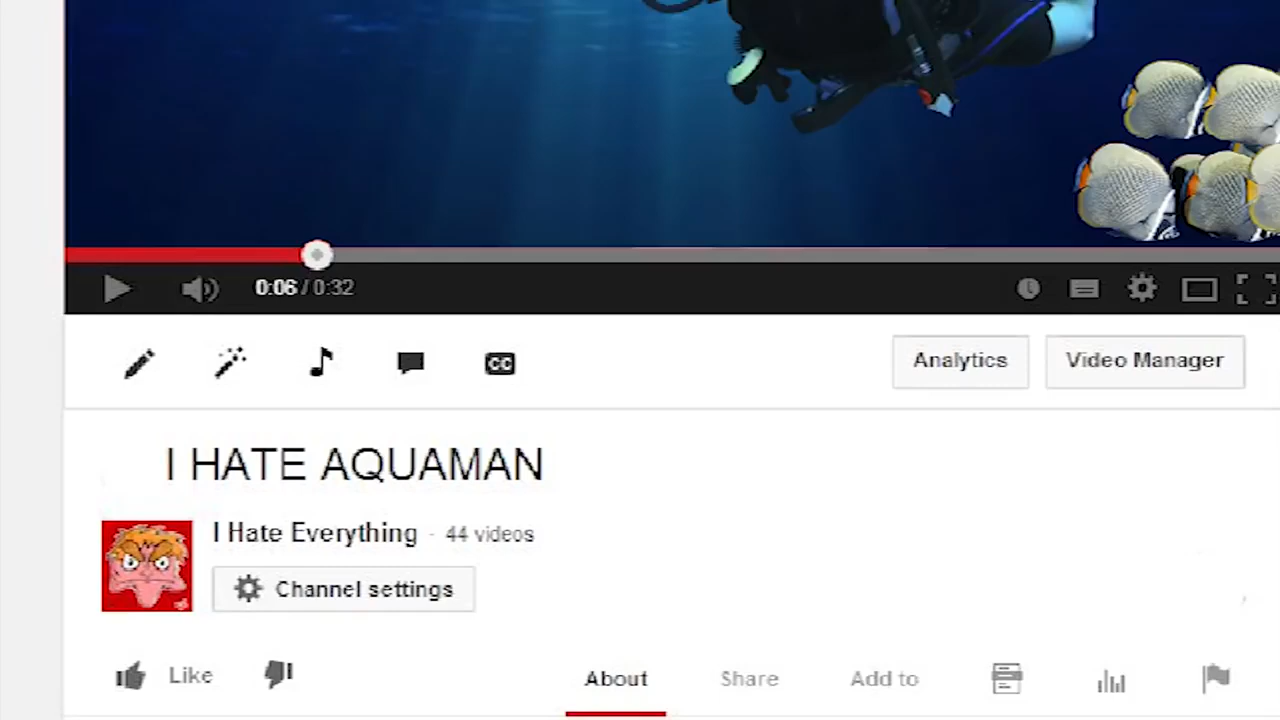 0:06 / 0:32
CC
Analytics
Video Manager
I HATE AQUAMAN
I Hate Everything - 44 videos
Channel settings
Like
About
Share
Add to